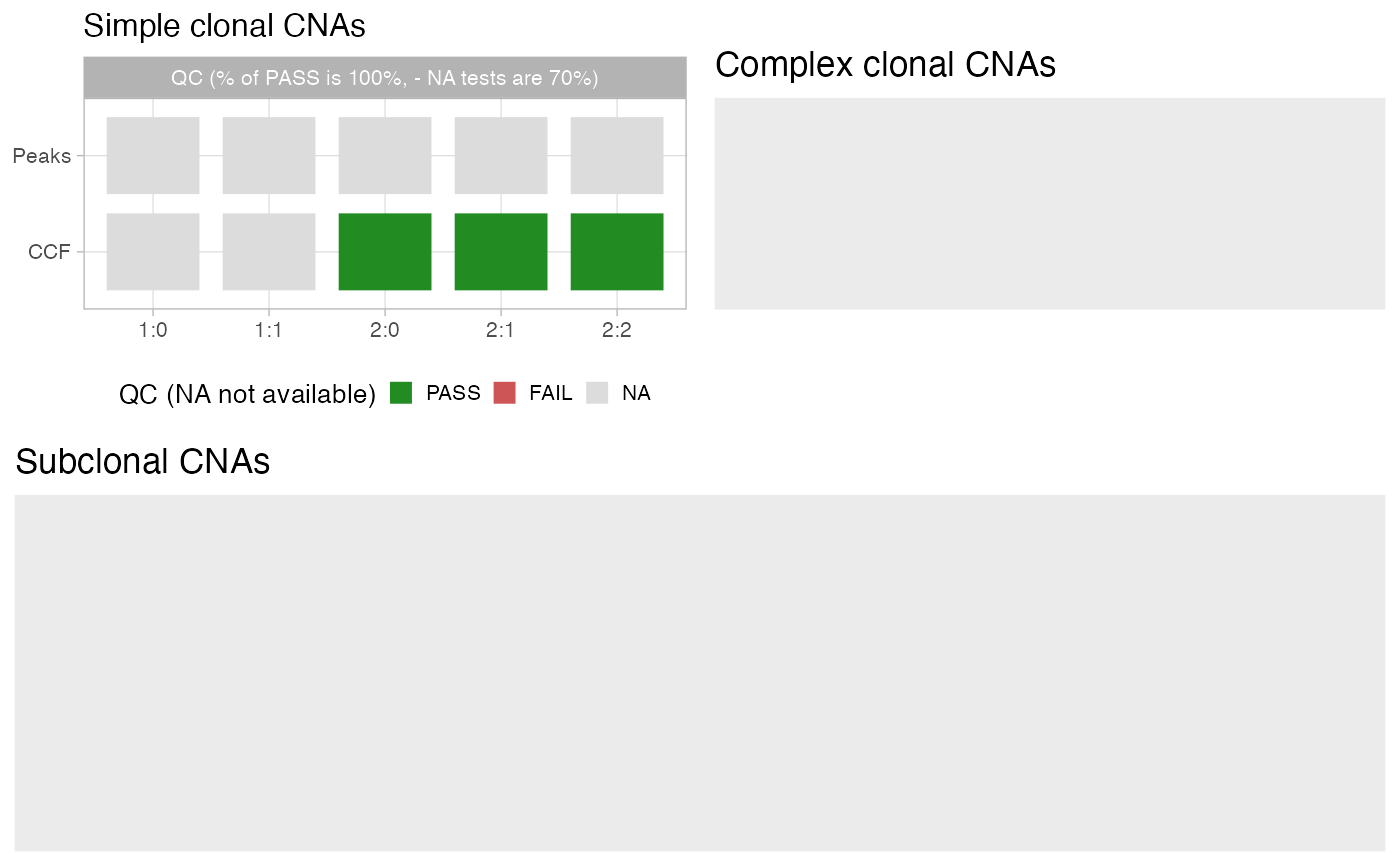 Simple clonal CNAs
QC (% of PASS is 100%, - NA tests are 70%)
Peaks
CCF
1:0 1:1 2:0 2:1 2:2
QC (NA not available) PASS FAIL NA
Complex clonal CNAs
Subclonal CNAs